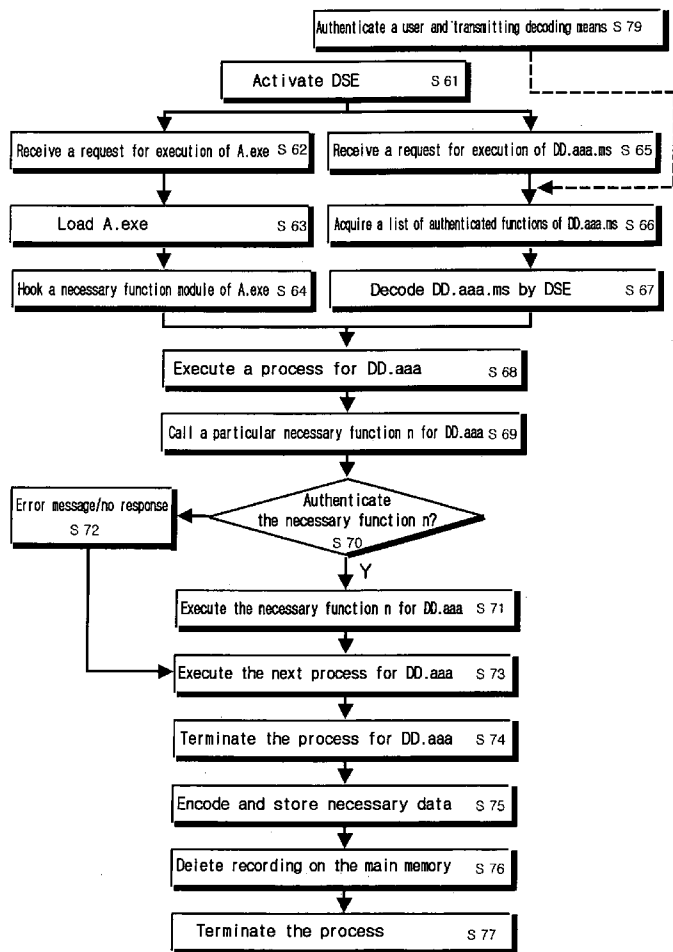 Authenticate a user and transmitting decoding means S 79
Activate DSE S 61
Receive a request for execution of A.exe S 62
Receive a request for execution of DD.aaa.ms S 65
Load A.exe S 63
Acquire a list of authenticated functions of DD.aaa.ms S 66
Hook a necessary function module of A.exe S 64
Decode DD.aaa.ms by DSE S 67
Execute a process for DD.aaa S 68
Call a particular necessary function n for DD.aaa S 69
Error message/no response
S 72
Authenticate
the necessary function n?
S 70
Y
Execute the necessary function n for DD.aaa S 71
Execute the next process for DD.aaa S 73
Terminate the process for DD.aaa S 74
Encode and store necessary data S 75
Delete recording on the main memory S 76
Terminate the process S 77